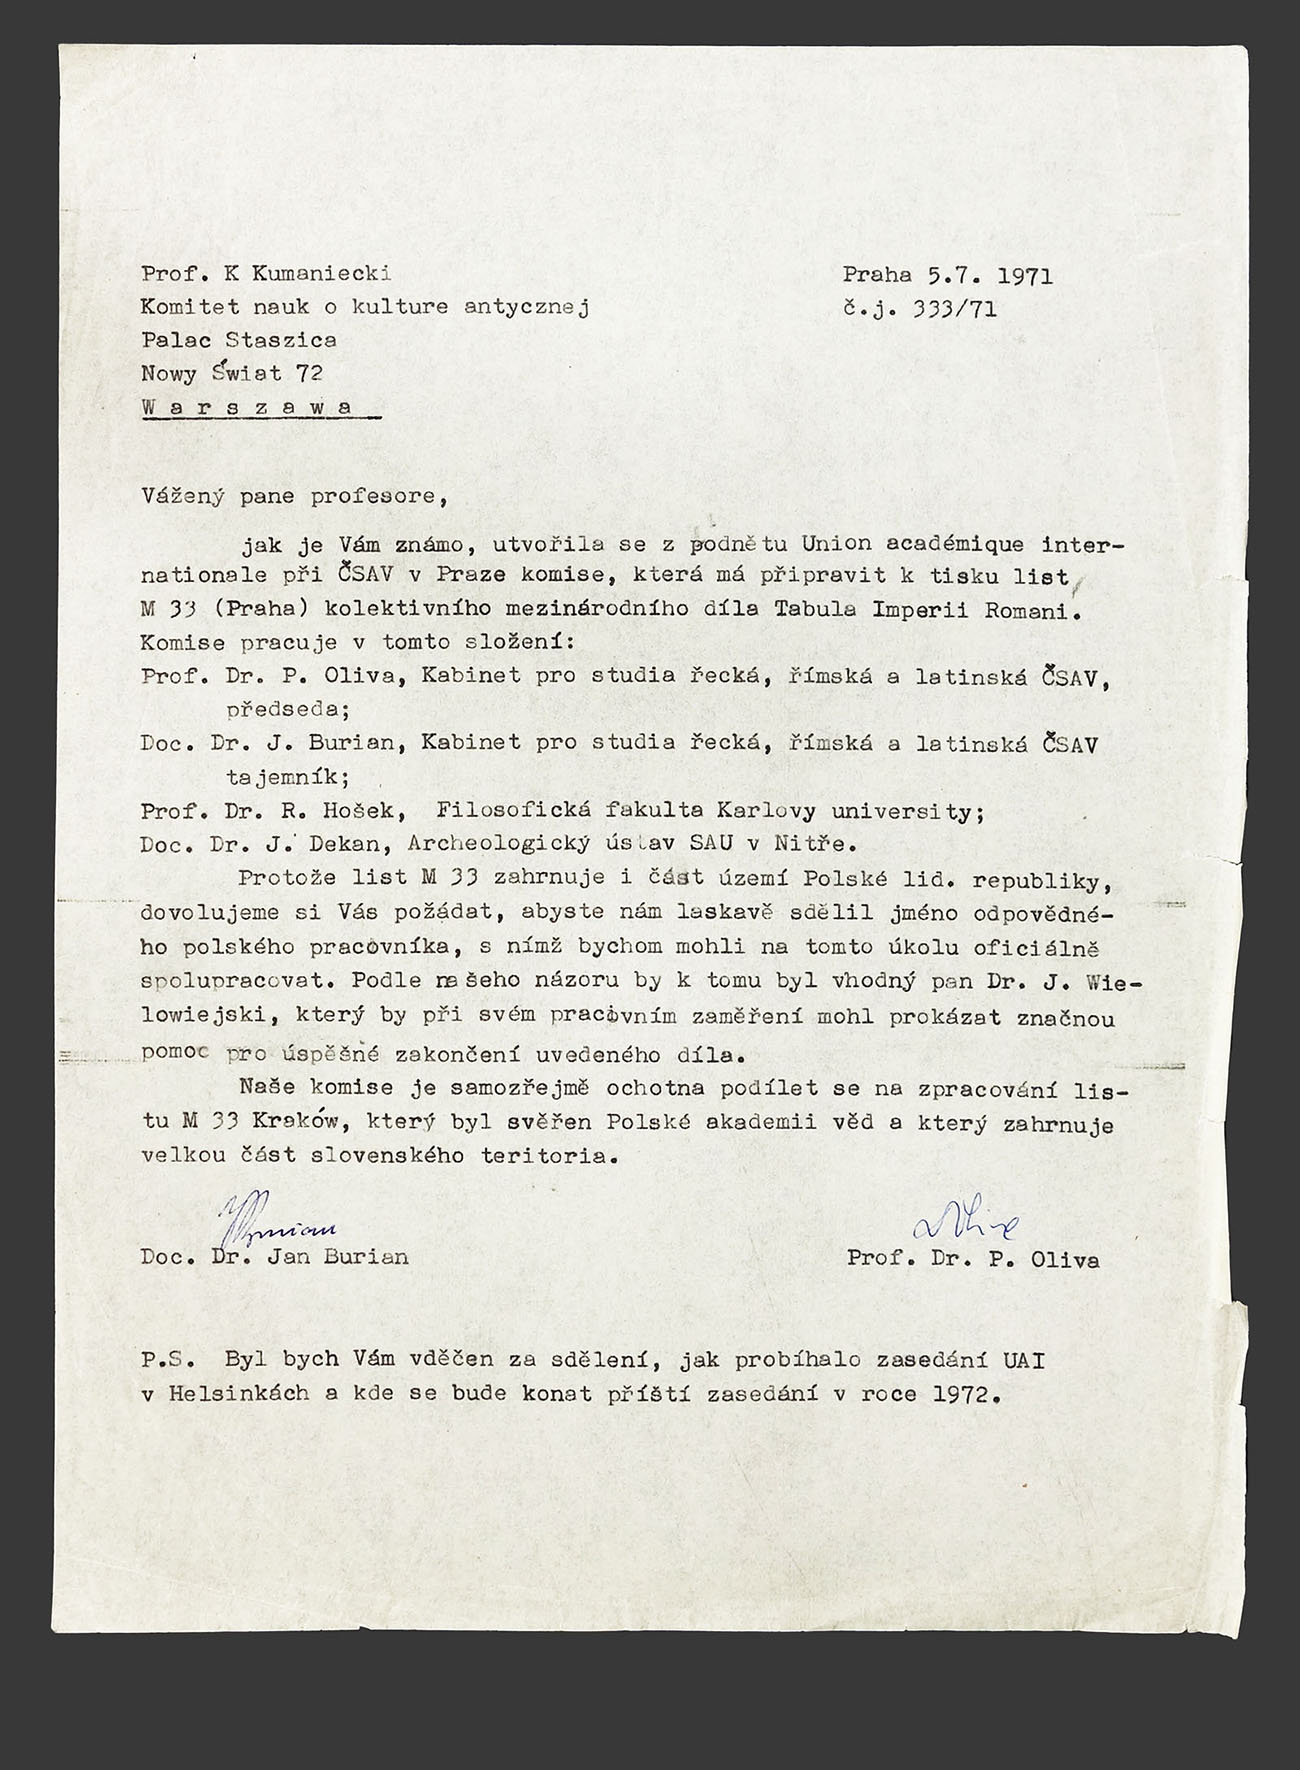 Prof. K Kumaniecki
Komitet nauk o kulture antycznej
Palac Staszica
Nowy Świat 72
Warszawa
Praha 5.7. 1971
č.j. 333/71
Vážený pane profesore,
jak je Vám známo, utvořila se z podnětu Union académique inter-
nationale při ČSAV v Praze komise, která má připravit k tisku list
M 33 (Praha) kolektivního mezinárodního díla Tabula Imperii Romani.
Komise pracuje v tomto složení:
Prof. Dr. P. Oliva, Kabinet pro studia řecká, římská a latinská ČSAV,
předseda;
Doc. Dr. J. Burian, Kabinet pro studia řecká, římská a latinská ČSAV
tajemník;
Prof. Dr. R. Hošek, Filosofická fakulta Karlovy university;
Doc. Dr. J. Dekan, Archeologický ústav SAU v Nitře.
Protože list M 33 zahrnuje i část území Polské lid. republiky,
dovolujeme si Vás požádat, abyste nám laskavě sdělil jméno odpovědné-
ho polského pracovníka, s nímž bychom mohli na tomto úkolu oficiálně
spolupracovat. Podle našeho názoru by k tomu byl vhodný pan Dr. J. Wie-
lowiejski, který by při svém pracovním zaměření mohl prokázat značnou
pomoc pro úspěšné zakončení uvedeného díla.
Naše komise je samozřejmě ochotna podílet se na zpracování lis-
tu M 33 Kraków, který byl svěřen Polské akademii věd a který zahrnuje
velkou část slovenského teritoria.
JBurian
POliva
Doc. Dr. Jan Burian
Prof. Dr. P. Oliva
P.S. Byl bych Vám vděčen za sdělení, jak probíhalo zasedání UAI
v Helsinkách a kde se bude konat příští zasedání v roce 1972.